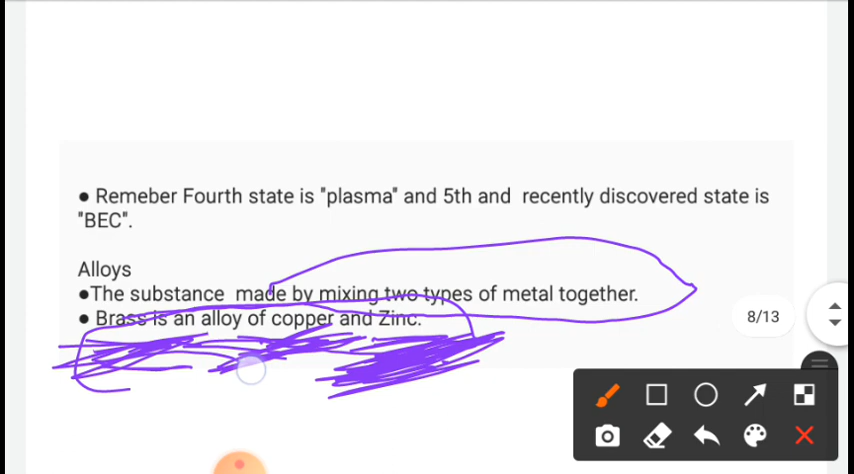 ● Remeber Fourth state is "plasma" and 5th and recently discovered state is
"BEC".
Alloys
●The substance made by mixing two types of metal together.
● Brass is an alloy of copper and Zinc.
8/13